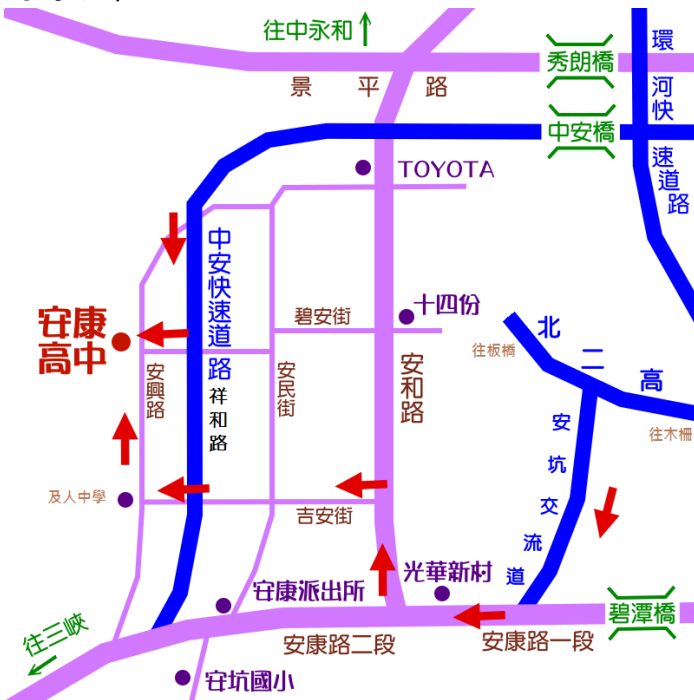 往中永和
景平路
秀朗橋
環河快速道路
中安橋
TOYOTA
中安快速道路
祥和路
十四份
碧安街
安康
高中
安興路
安民街
安和路
北二高
往板橋
往木柵
安坑交流道
及人中學
吉安街
光華新村
安康派出所
碧潭橋
往三峽
安康路二段
安康路一段
安坑國小